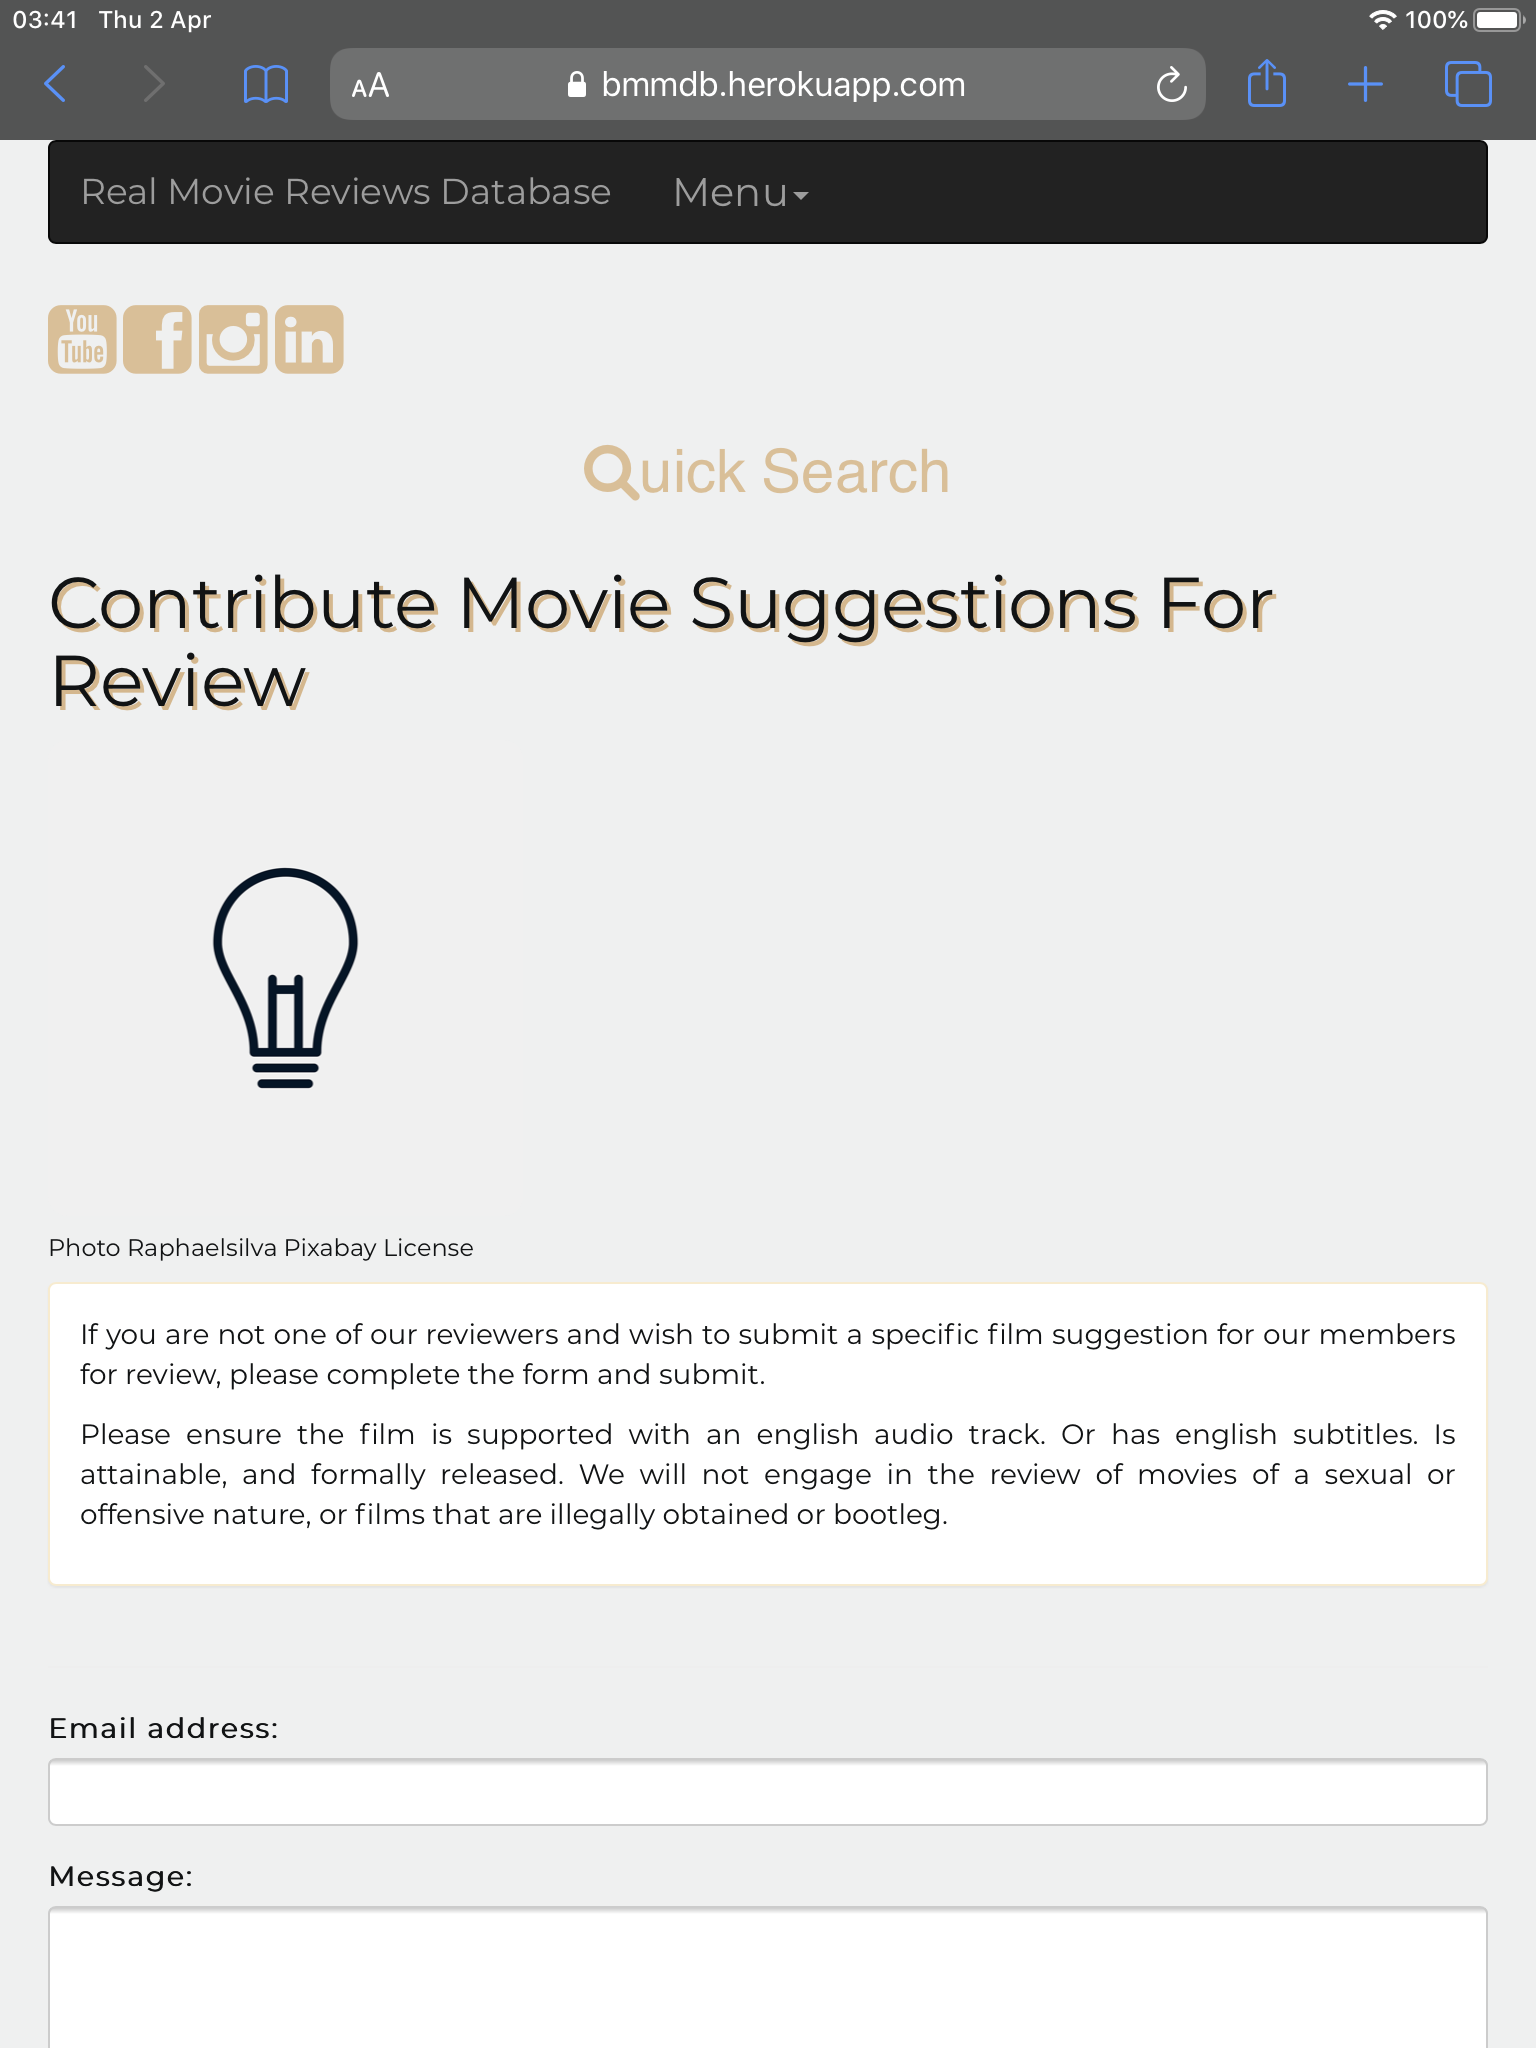 03:41 Thu 2 Apr 100%
AA bmmdb.herokuapp.com
Real Movie Reviews Database Menu
You
Tube f in
Quick Search
Contribute Movie Suggestions For
Review
Photo Raphaelsilva Pixabay License
If you are not one of our reviewers and wish to submit a specific film suggestion for our members
for review, please complete the form and submit.
Please ensure the film is supported with an english audio track. Or has english subtitles. Is
attainable, and formally released. We will not engage in the review of movies of a sexual or
offensive nature, or films that are illegally obtained or bootleg.
Email address:
Message: